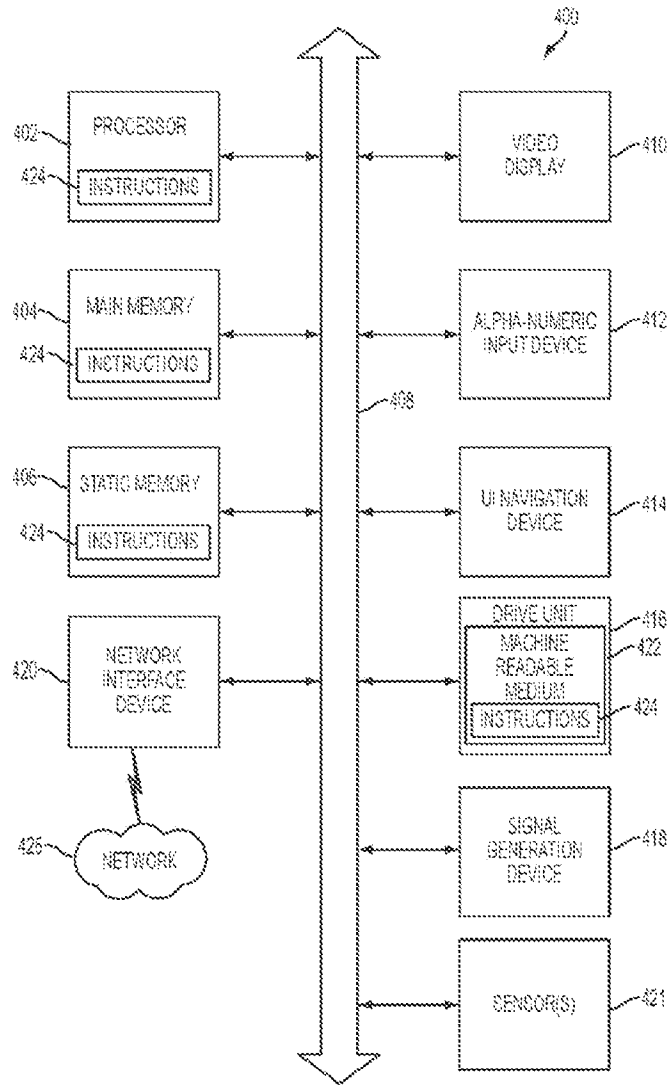 400
402
PROCESSOR
424
INSTRUCTIONS
404
MAIN MEMORY
424
INSTRUCTIONS
406
STATIC MEMORY
424
INSTRUCTIONS
420
NETWORK
INTERFACE
DEVICE
426
NETWORK
408
VIDEO
DISPLAY
410
ALPHA-NUMERIC
INPUT DEVICE
412
UI NAVIGATION
DEVICE
414
DRIVE UNIT
416
MACHINE
READABLE
MEDIUM
422
INSTRUCTIONS
424
SIGNAL
GENERATION
DEVICE
418
SENSOR(S)
421